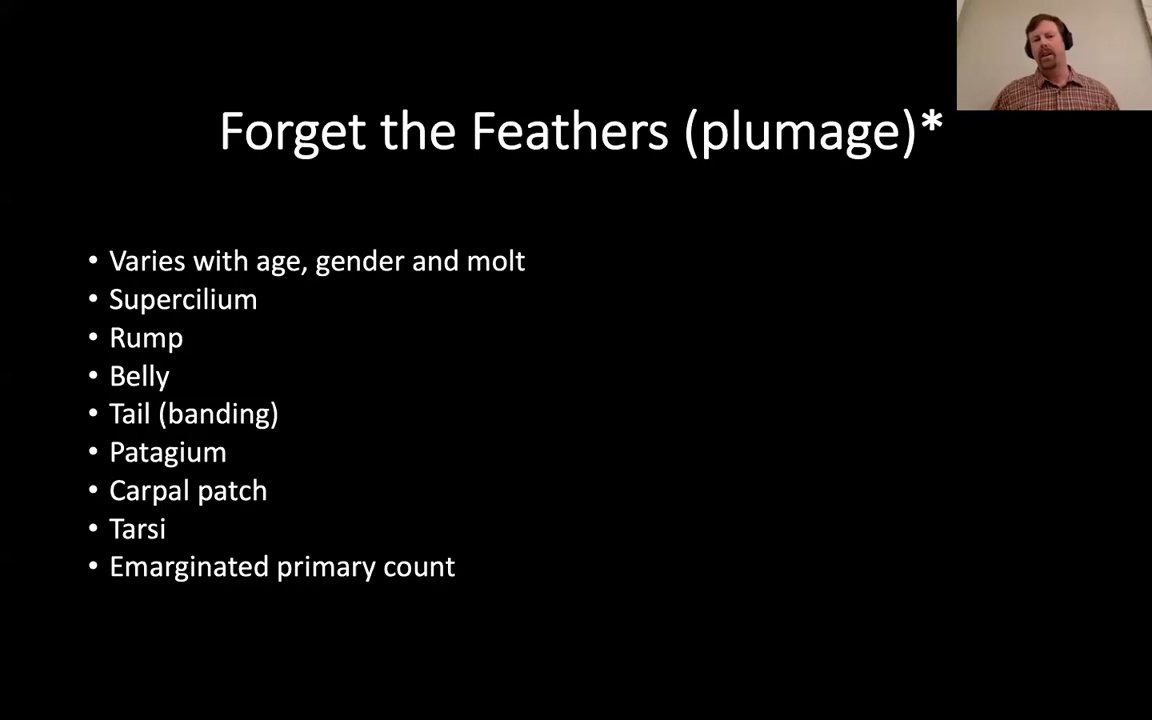 Forget the Feathers (plumage)*
• Varies with age, gender and molt
• Supercilium
• Rump
• Belly
• Tail (banding)
• Patagium
• Carpal patch
• Tarsi
• Emarginated primary count